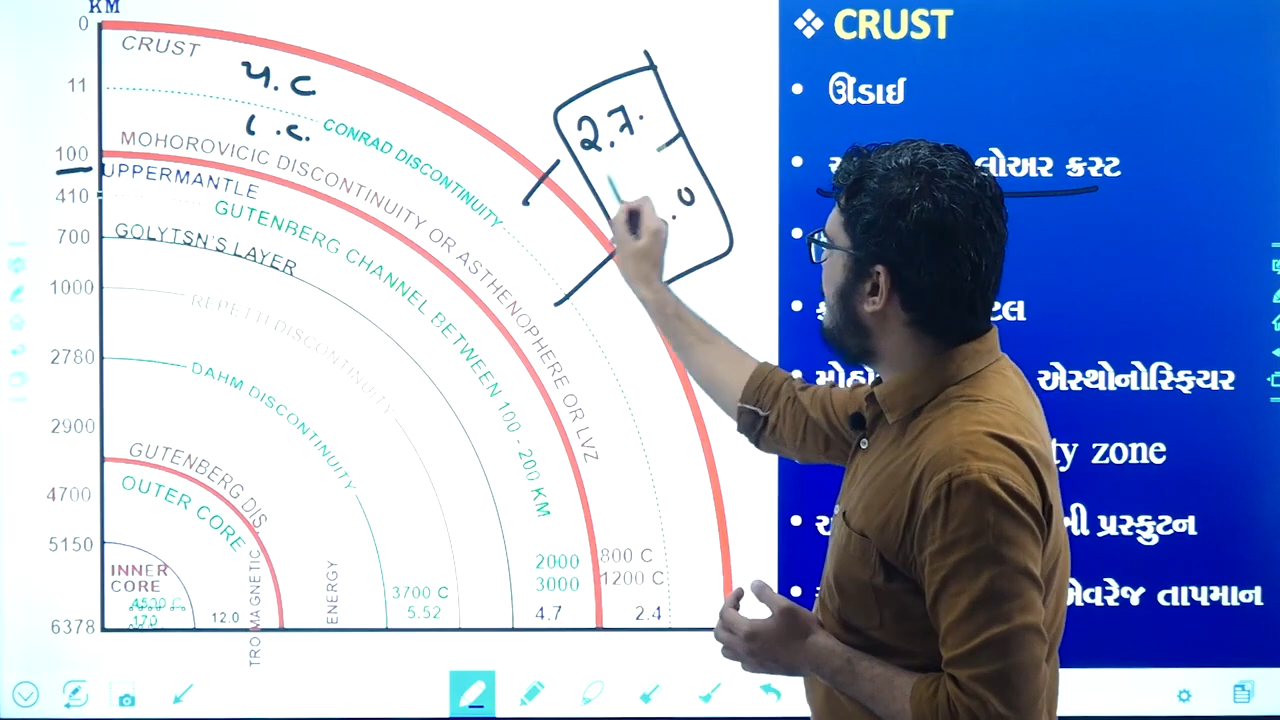 KM
0
CRUST
11
CONRAD DISCONTINUITY
100
MOHOROVICIC DISCONTINUITY OR ASTHENOPHERE OR LVZ
UPPERMANTLE
410
GUTENBERG CHANNEL BETWEEN 100 - 200 KM
700
GOLYTSN'S LAYER
1000
REPETTI DISCONTINUITY
2780
DAHM DISCONTINUITY
2900
GUTENBERG DIS.
4700
OUTER CORE
5150
INNER
CORE
4500 C
170
6378
12.0
ENERGY
3700 C
5.52
2000
3000
4.7
800 C
1200 C
2.4
2.7.
.0
❖ CRUST
• ઊંડાઈ
લોઅર ક્રસ્ટ
એસ્થોનોસ્ફિયર
ty zone
પ્રસ્ફુટન
એવરેજ તાપમાન